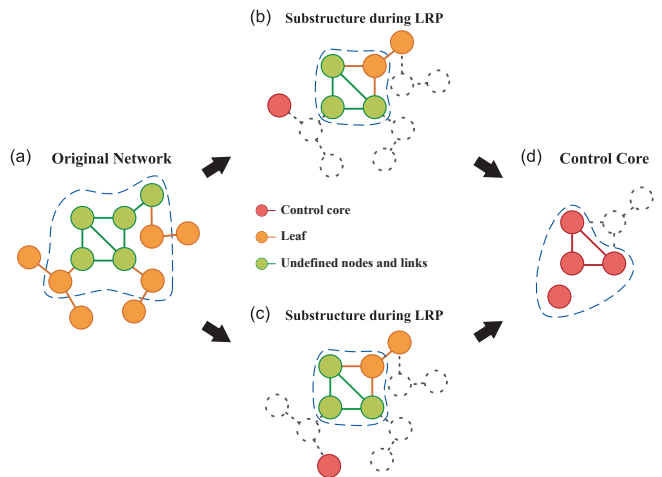 (b) Substructure during LRP
(a) Original Network
(d) Control Core
Control core
Leaf
Undefined nodes and links
(c) Substructure during LRP